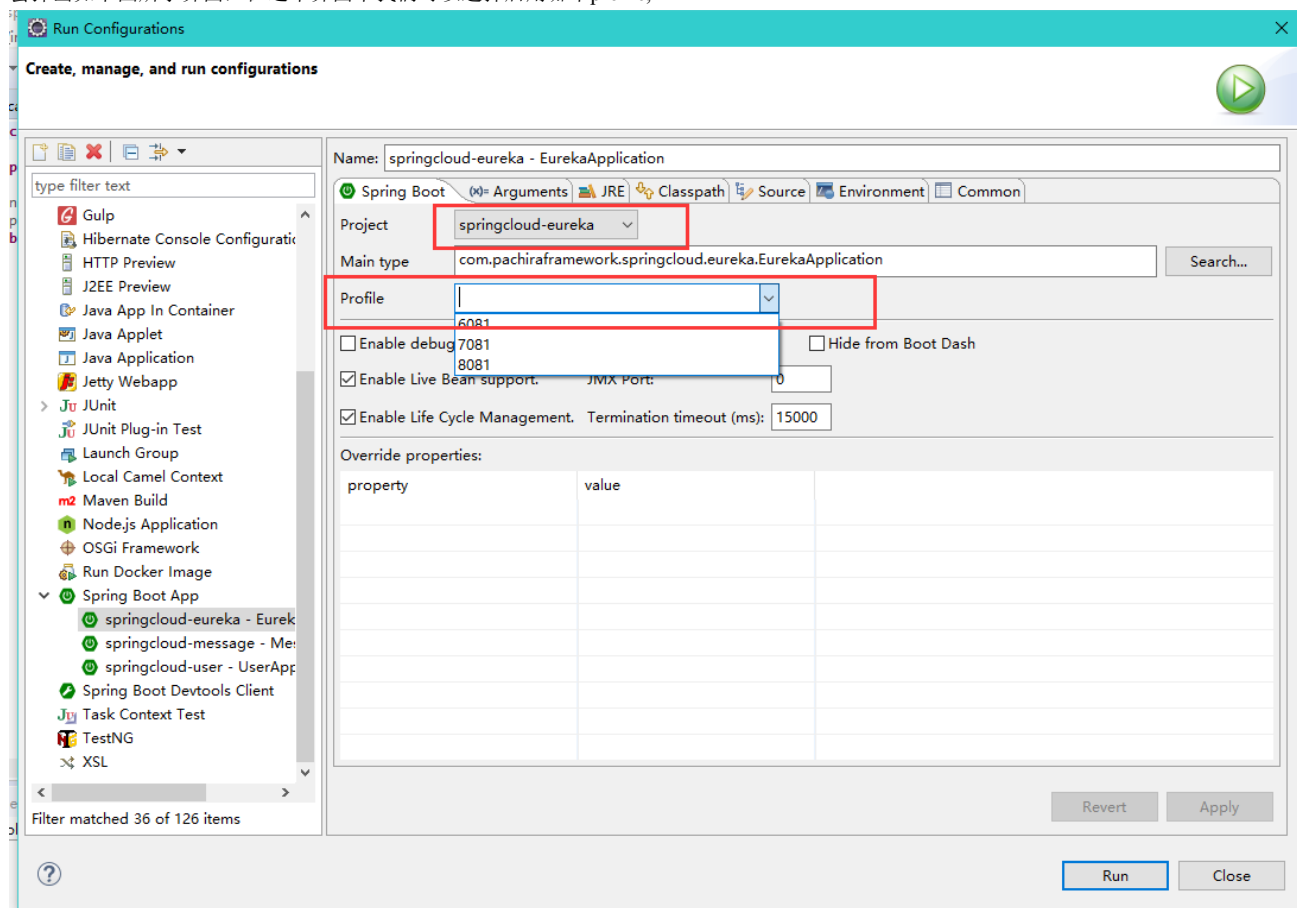 Run Configurations
Create, manage, and run configurations
type filter text
Gulp
Hibernate Console Configuratic
HTTP Preview
J2EE Preview
Java App In Container
Java Applet
Java Application
Jetty Webapp
JUnit
JUnit Plug-in Test
Launch Group
Local Camel Context
Maven Build
Node.js Application
OSGi Framework
Run Docker Image
Spring Boot App
springcloud-eureka - Eurek
springcloud-message - Me
springcloud-user - UserApp
Spring Boot Devtools Client
Task Context Test
TestNG
XSL
Filter matched 36 of 126 items
Name: springcloud-eureka - EurekaApplication
Spring Boot (x)= Arguments JRE Classpath Source Environment Common
Project springcloud-eureka
Main type com.pachiraframework.springcloud.eureka.EurekaApplication Search...
Profile
6081
Enable debug 7081 Hide from Boot Dash
8081
Enable Live Bean support. JMX Port: 0
Enable Life Cycle Management. Termination timeout (ms): 15000
Override properties:
property value
Revert Apply
Run Close